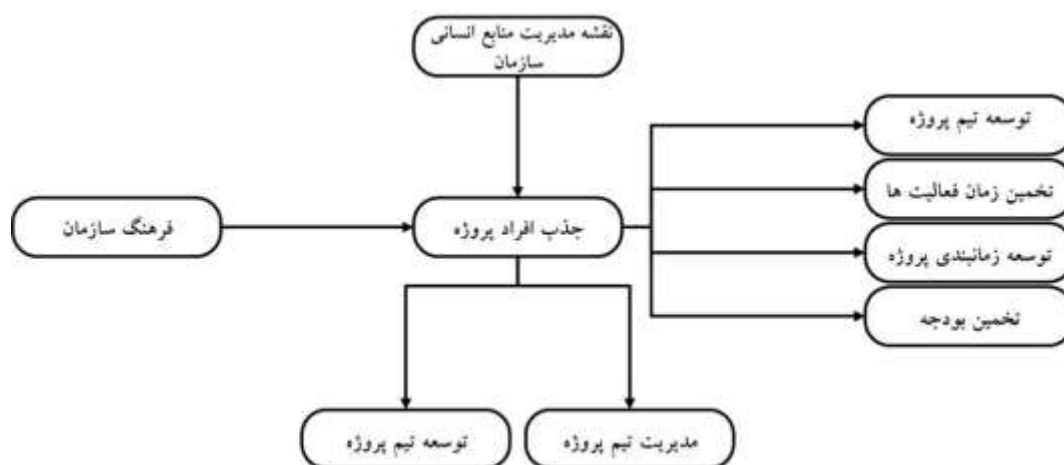 نقشه مدیریت منابع انسانی
سازمان
توسعه تیم پروژه
تخمین زمان فعالیت ها
فرهنگ سازمان
جذب افراد پروژه
توسعه زمانبندی پروژه
تخمین بودجه
مدیریت تیم پروژه
توسعه تیم پروژه